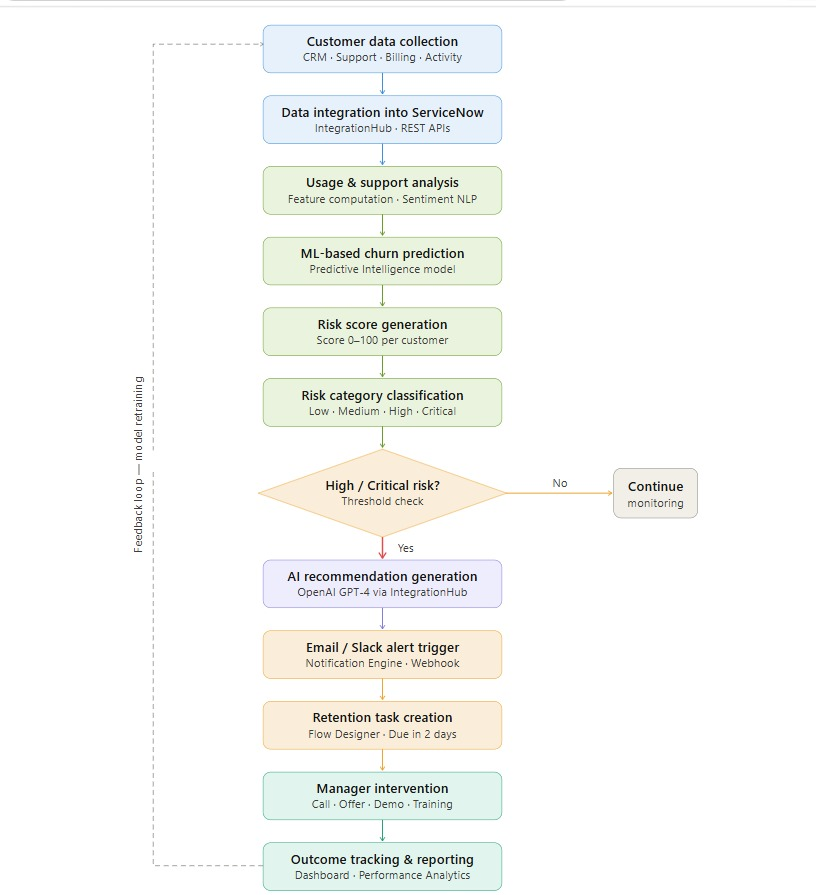 Customer data collection
CRM · Support · Billing · Activity
Data integration into ServiceNow
IntegrationHub · REST APIs
Usage & support analysis
Feature computation · Sentiment NLP
ML-based churn prediction
Predictive Intelligence model
Risk score generation
Score 0–100 per customer
Risk category classification
Low · Medium · High · Critical
Feedback loop — model retraining
High / Critical risk?
Threshold check
No
Continue
monitoring
Yes
AI recommendation generation
OpenAI GPT-4 via IntegrationHub
Email / Slack alert trigger
Notification Engine · Webhook
Retention task creation
Flow Designer · Due in 2 days
Manager intervention
Call · Offer · Demo · Training
Outcome tracking & reporting
Dashboard · Performance Analytics